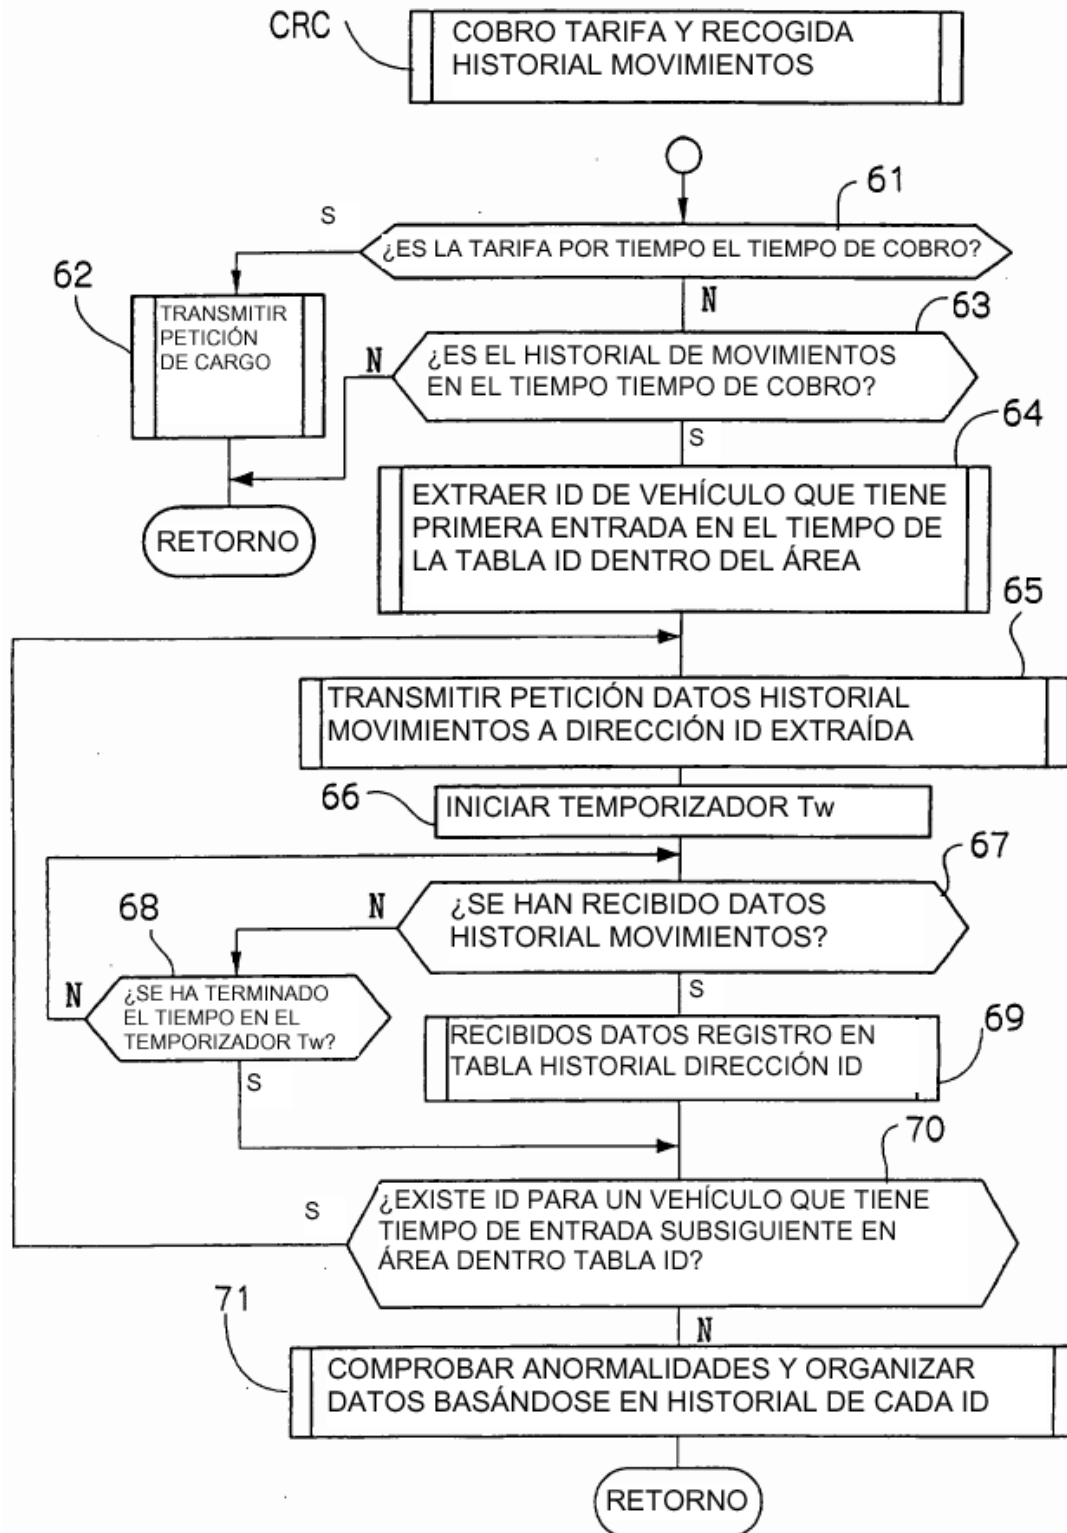 CRC
COBRO TARIFA Y RECOGIDA
HISTORIAL MOVIMIENTOS
61
S
¿ES LA TARIFA POR TIEMPO EL TIEMPO DE COBRO?
62
N
63
TRANSMITIR
PETICIÓN
DE CARGO
N
¿ES EL HISTORIAL DE MOVIMIENTOS
EN EL TIEMPO TIEMPO DE COBRO?
S
64
RETORNO
EXTRAER ID DE VEHÍCULO QUE TIENE
PRIMERA ENTRADA EN EL TIEMPO DE
LA TABLA ID DENTRO DEL ÁREA
65
TRANSMITIR PETICIÓN DATOS HISTORIAL
MOVIMIENTOS A DIRECCIÓN ID EXTRAÍDA
66
INICIAR TEMPORIZADOR Tw
67
N
¿SE HAN RECIBIDO DATOS
HISTORIAL MOVIMIENTOS?
68
N
¿SE HA TERMINADO
EL TIEMPO EN EL
TEMPORIZADOR Tw?
S
S
69
RECIBIDOS DATOS REGISTRO EN
TABLA HISTORIAL DIRECCIÓN ID
70
S
¿EXISTE ID PARA UN VEHÍCULO QUE TIENE
TIEMPO DE ENTRADA SUBSIGUIENTE EN
ÁREA DENTRO TABLA ID?
71
N
COMPROBAR ANORMALIDADES Y ORGANIZAR
DATOS BASÁNDOSE EN HISTORIAL DE CADA ID
RETORNO